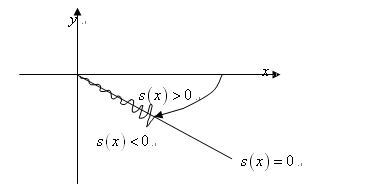 y
x
s(x) > 0
s(x) < 0
s(x) = 0